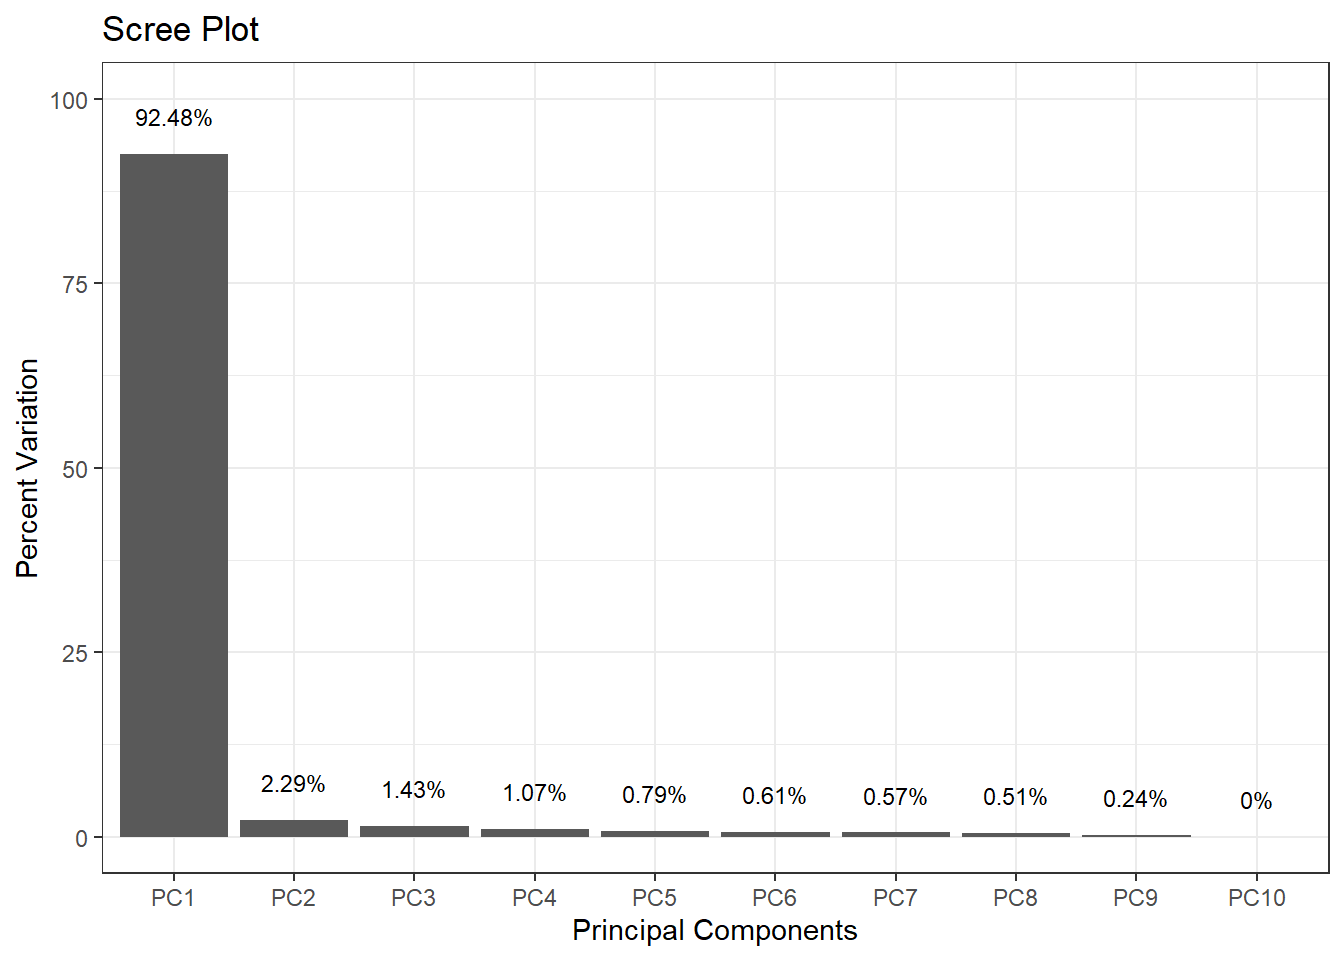 Scree Plot
100
75
50
25
0
Percent Variation
92.48%
2.29%
1.43%
1.07%
0.79%
0.61%
0.57%
0.51%
0.24%
0%
PC1
PC2
PC3
PC4
PC5
PC6
PC7
PC8
PC9
PC10
Principal Components